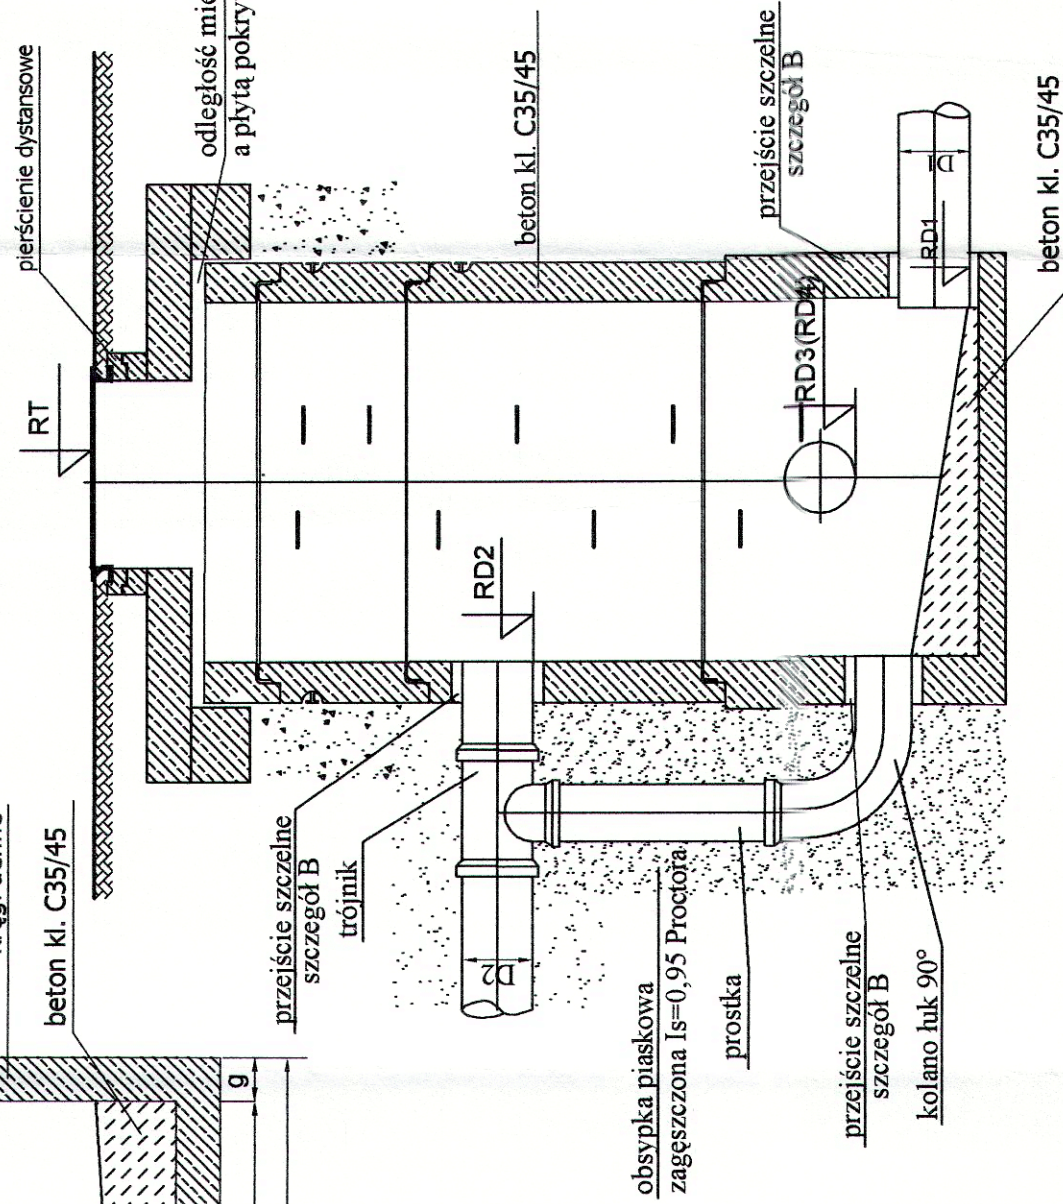 pierścienie dystansowe
RT
odległość
a płytą
beton kl. C35/45
przejście szczelne
szczegół B
beton kl. C35/45
D1
RD1
RD3(RD4)
RD2
beton kl. C35/45
przejście szczelne
szczegół B
trójnik
D2
g
obsypka piaskowa
zagęszczona Is=0,95 Proctora
prostka
przejście szczelne
szczegół B
kolano łuk 90°